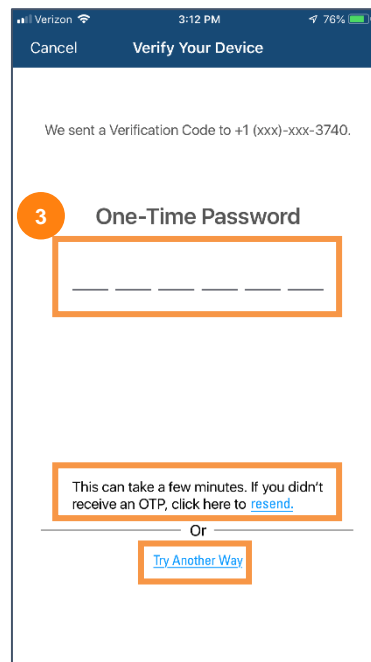 Verizon 3:12 PM 76%
Cancel Verify Your Device
We sent a Verification Code to +1 (xxx)-xxx-3740.
3 One-Time Password
This can take a few minutes. If you didn't
receive an OTP, click here to resend.
Or
Try Another Way